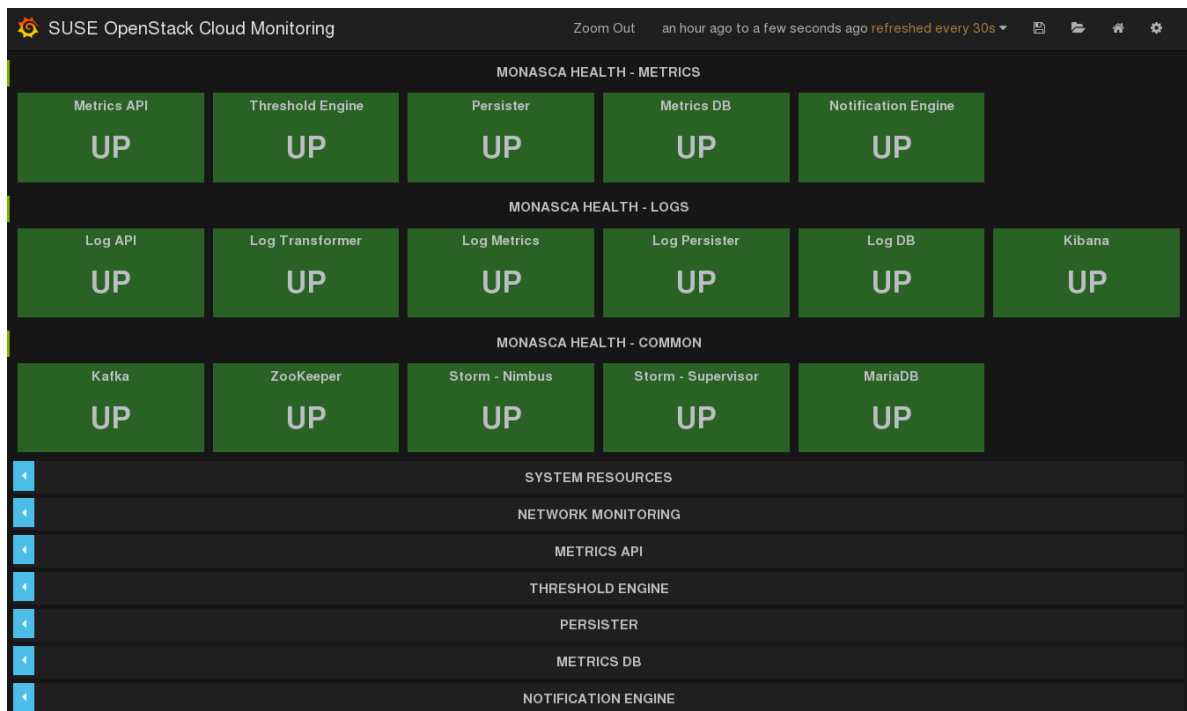 SUSE OpenStack Cloud Monitoring Zoom Out an hour ago to a few seconds ago refreshed every 30s
MONASCA HEALTH - METRICS
Metrics API Threshold Engine Persister Metrics DB Notification Engine
UP UP UP UP UP
MONASCA HEALTH - LOGS
Log API Log Transformer Log Metrics Log Persister Log DB Kibana
UP UP UP UP UP UP
MONASCA HEALTH - COMMON
Kafka ZooKeeper Storm - Nimbus Storm - Supervisor MariaDB
UP UP UP UP UP
SYSTEM RESOURCES
NETWORK MONITORING
METRICS API
THRESHOLD ENGINE
PERSISTER
METRICS DB
NOTIFICATION ENGINE